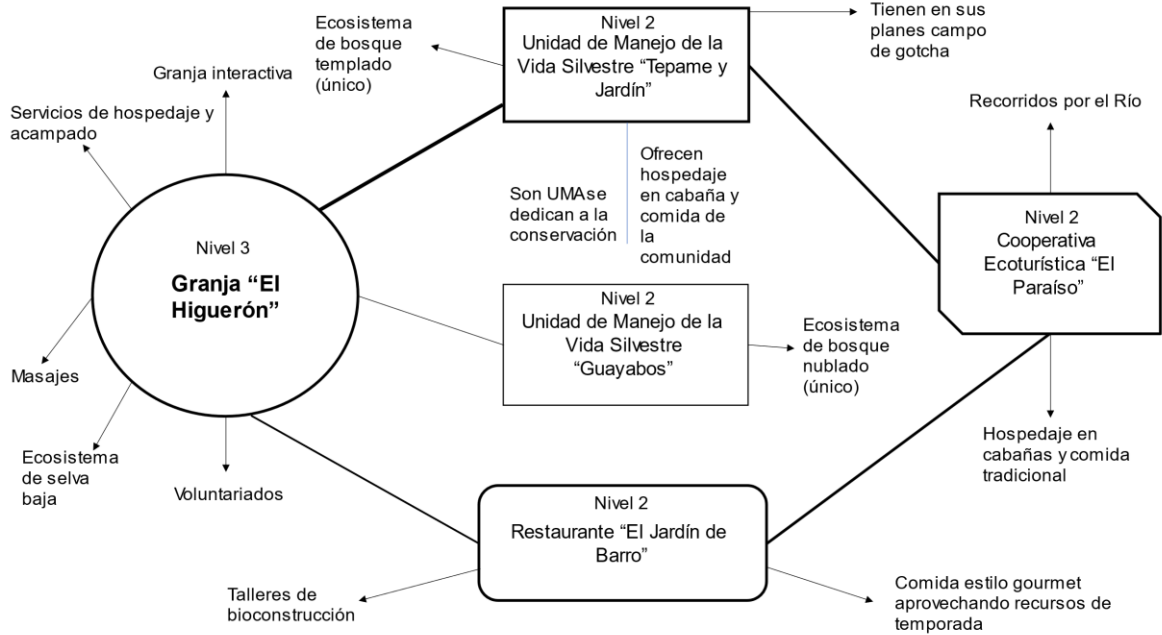 Nivel 2
Unidad de Manejo de la
Vida Silvestre “Tepame y
Jardín”
Tienen en sus
planes campo
de gotcha
Ecosistema
de bosque
templado
(único)
Granja interactiva
Servicios de hospedaje y
acampado
Recorridos por el Río
Son UMAse
dedican a la
conservación
Ofrecen
hospedaje
en cabaña y
comida de
la
comunidad
Nivel 3
Granja “El
Higuerón”
Nivel 2
Cooperativa
Ecoturística “El
Paraíso”
Nivel 2
Unidad de Manejo de la
Vida Silvestre
“Guayabos”
Ecosistema
de bosque
nublado
(único)
Masajes
Ecosistema
de selva
baja
Voluntariados
Hospedaje en
cabañas y comida
tradicional
Nivel 2
Restaurante “El Jardín de
Barro”
Talleres de
bioconstrucción
Comida estilo gourmet
aprovechando recursos de
temporada